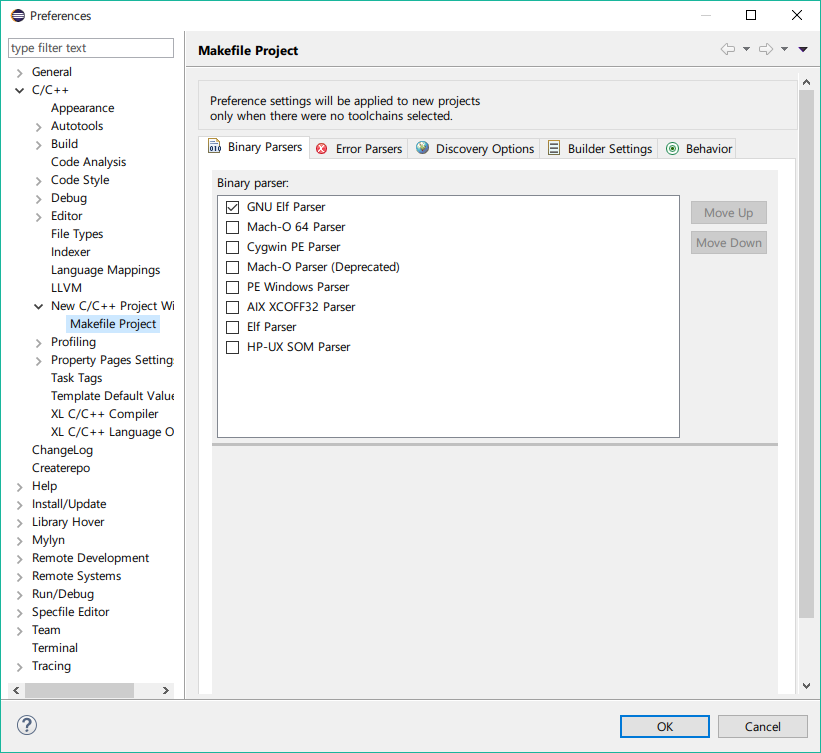 Preferences
type filter text
General
C/C++
Appearance
Autotools
Build
Code Analysis
Code Style
Debug
Editor
File Types
Indexer
Language Mappings
LLVM
New C/C++ Project Wi
Makefile Project
Profiling
Property Pages Settings
Task Tags
Template Default Value
XL C/C++ Compiler
XL C/C++ Language O
ChangeLog
Createrepo
Help
Install/Update
Library Hover
Mylyn
Remote Development
Remote Systems
Run/Debug
Specfile Editor
Team
Terminal
Tracing
Makefile Project
Preference settings will be applied to new projects
only when there were no toolchains selected.
Binary Parsers Error Parsers Discovery Options Builder Settings Behavior
Binary parser:
GNU Elf Parser
Mach-O 64 Parser
Cygwin PE Parser
Mach-O Parser (Deprecated)
PE Windows Parser
AIX XCOFF32 Parser
Elf Parser
HP-UX SOM Parser
Move Up
Move Down
?
OK Cancel